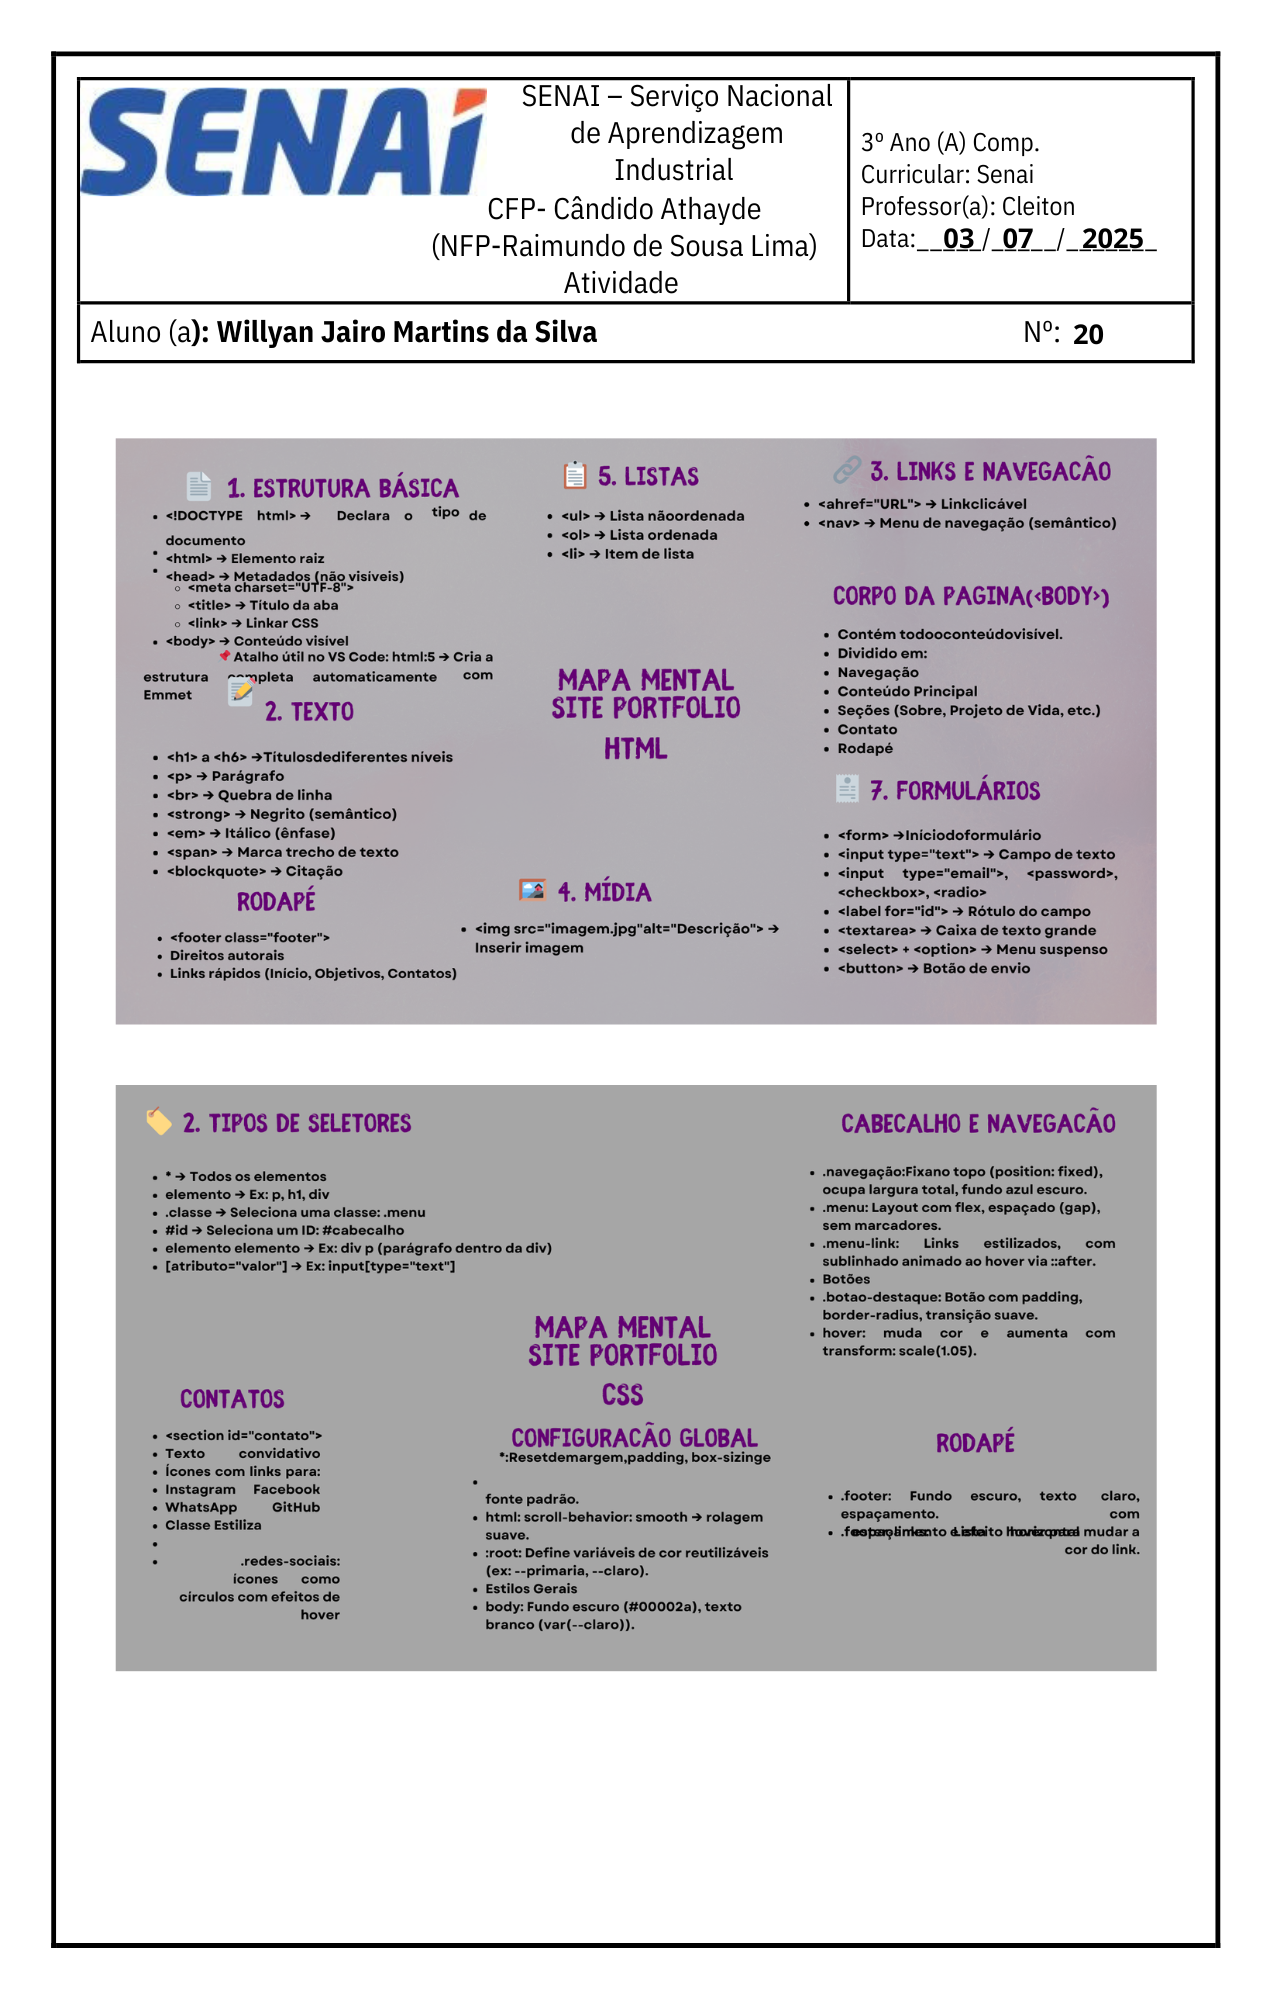 SENAI
SENAI – Serviço Nacional
de Aprendizagem
Industrial
CFP- Cândido Athayde
(NFP-Raimundo de Sousa Lima)
Atividade
3º Ano (A) Comp.
Curricular: Senai
Professor(a): Cleiton
Data:__03_/_07__/_2025_
Aluno (a): Willyan Jairo Martins da Silva
Nº: 20
1. ESTRUTURA BÁSICA
<!DOCTYPE html> → Declara o tipo de
documento
<html> → Elemento raiz
<head> → Metadados (não visíveis)
<meta charset="UTF-8">
<title> → Título da aba
<link> → Linkar CSS
<body> → Conteúdo visível
📌 Atalho útil no VS Code: html:5 → Cria a
estrutura completa automaticamente com
Emmet
2. TEXTO
<h1> a <h6> →Títulosdediferentes níveis
<p> → Parágrafo
<br> → Quebra de linha
<strong> → Negrito (semântico)
<em> → Itálico (ênfase)
<span> → Marca trecho de texto
<blockquote> → Citação
RODAPÉ
<footer class="footer">
Direitos autorais
Links rápidos (Início, Objetivos, Contatos)
5. LISTAS
<ul> → Lista nãoordenada
<ol> → Lista ordenada
<li> → Item de lista
MAPA MENTAL
SITE PORTFOLIO
HTML
4. MÍDIA
<img src="imagem.jpg"alt="Descrição"> →
Inserir imagem
3. LINKS E NAVEGACÃO
<ahref="URL"> → Linkclicável
<nav> → Menu de navegação (semântico)
CORPO DA PAGINA(<BODY>)
Contém todooconteúdovisível.
Dividido em:
Navegação
Conteúdo Principal
Seções (Sobre, Projeto de Vida, etc.)
Contato
Rodapé
7. FORMULÁRIOS
<form> →Iníciodoformulário
<input type="text"> → Campo de texto
<input type="email">, <password>,
<checkbox>, <radio>
<label for="id"> → Rótulo do campo
<textarea> → Caixa de texto grande
<select> + <option> → Menu suspenso
<button> → Botão de envio
2. TIPOS DE SELETORES
* → Todos os elementos
elemento → Ex: p, h1, div
.classe → Seleciona uma classe: .menu
#id → Seleciona um ID: #cabecalho
elemento elemento → Ex: div p (parágrafo dentro da div)
[atributo="valor"] → Ex: input[type="text"]
CABECALHO E NAVEGACÃO
.navegação:Fixano topo (position: fixed),
ocupa largura total, fundo azul escuro.
.menu: Layout com flex, espaçado (gap),
sem marcadores.
.menu-link: Links estilizados, com
sublinhado animado ao hover via ::after.
Botões
.botao-destaque: Botão com padding,
border-radius, transição suave.
hover: muda cor e aumenta com
transform: scale(1.05).
MAPA MENTAL
SITE PORTFOLIO
CSS
CONTATOS
<section id="contato">
Texto convidativo
Ícones com links para:
Instagram Facebook
WhatsApp GitHub
Classe Estiliza
.redes-sociais:
ícones como
círculos com efeitos de
hover
CONFIGURACÃO GLOBAL
*:Resetdemargem,padding, box-sizinge
fonte padrão.
html: scroll-behavior: smooth → rolagem
suave.
:root: Define variáveis de cor reutilizáveis
(ex: --primaria, --claro).
Estilos Gerais
body: Fundo escuro (#00002a), texto
branco (var(--claro)).
RODAPÉ
.footer: Fundo escuro, texto claro,
espaçamento. com
mudar a
cor do link.